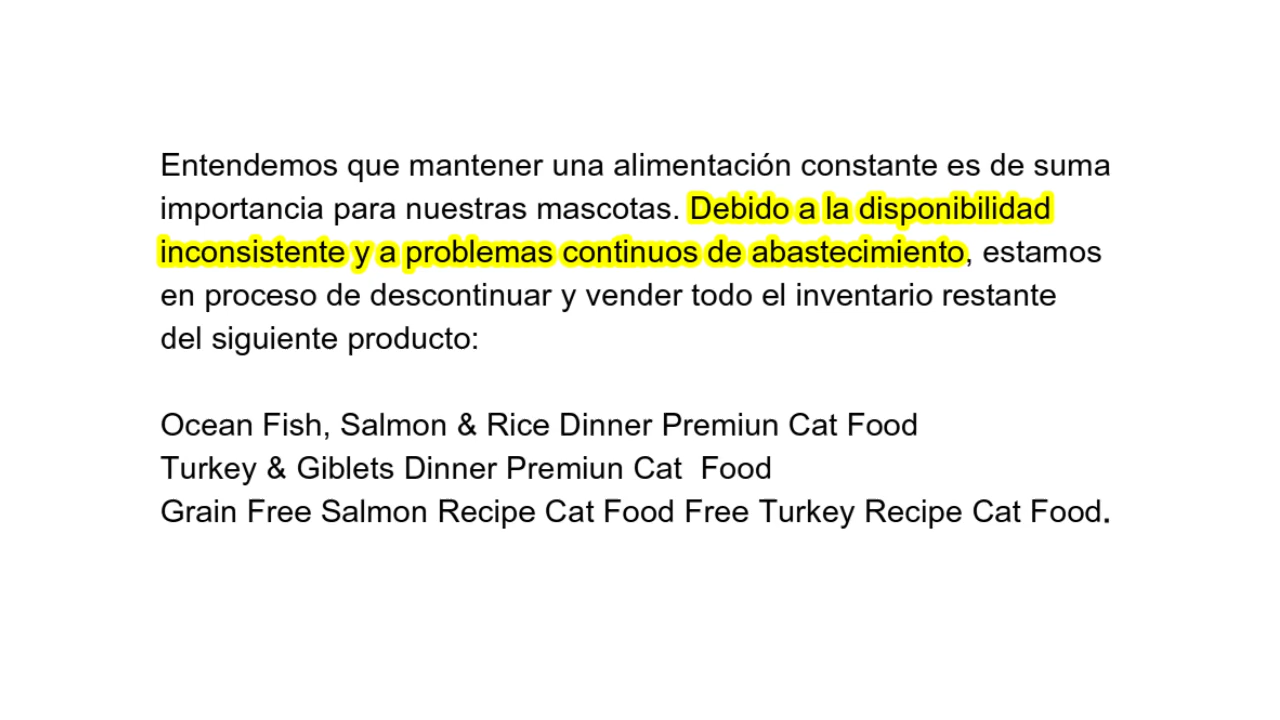 Entendemos que mantener una alimentación constante es de suma
importancia para nuestras mascotas. Debido a la disponibilidad
inconsistente y a problemas continuos de abastecimiento, estamos
en proceso de descontinuar y vender todo el inventario restante
del siguiente producto:
Ocean Fish, Salmon & Rice Dinner Premiun Cat Food
Turkey & Giblets Dinner Premiun Cat  Food
Grain Free Salmon Recipe Cat Food Free Turkey Recipe Cat Food.